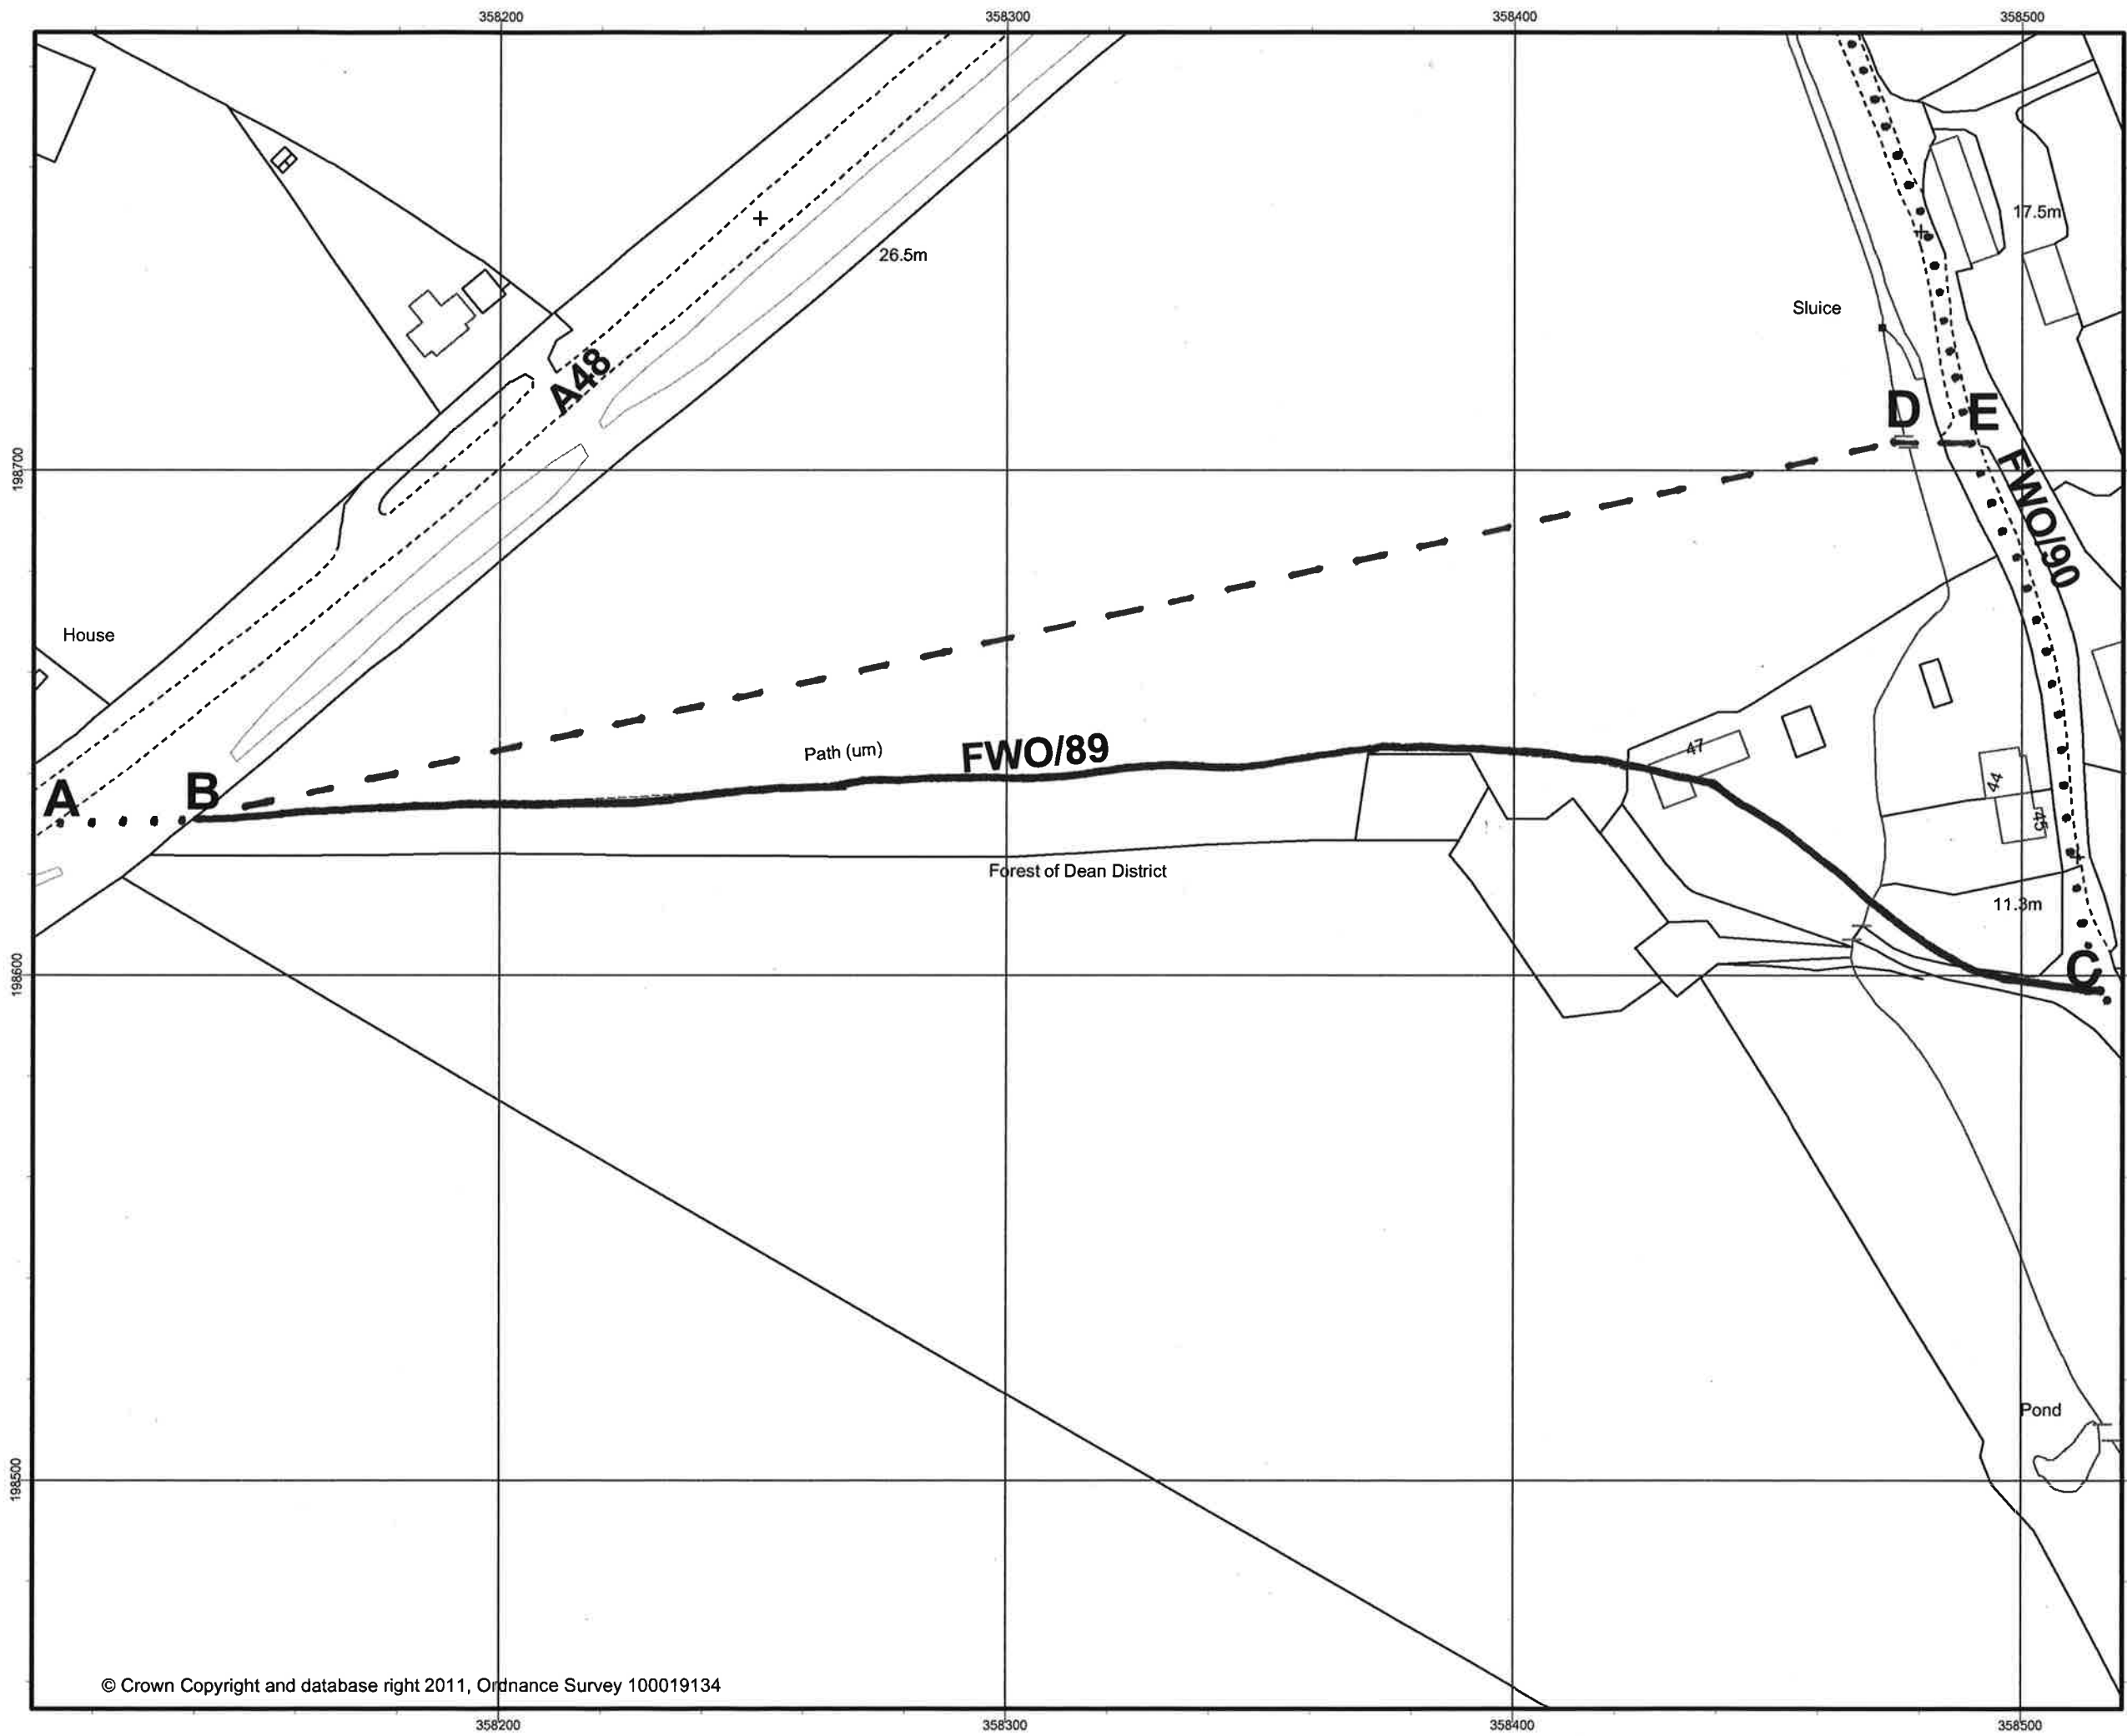 358200
358300
358400
358500
17.5m
26.5m
Sluice
A48
D
E
198700
FWO/90
House
47
Path (um)
FWO/89
44
A
B
45
Forest of Dean District
11.3m
198600
C
Pond
198500
© Crown Copyright and database right 2011, Ordnance Survey 100019134
358200
358300
358400
358500